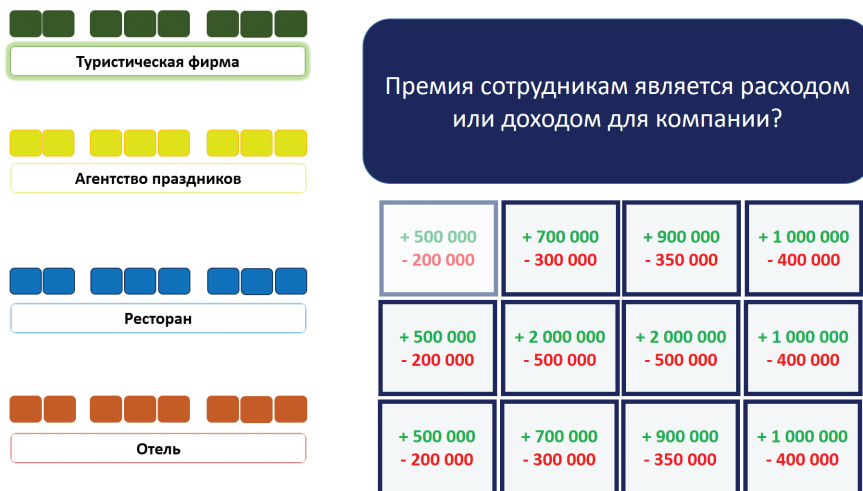 Туристическая фирма
Агентство праздников
Ресторан
Отель
Премия сотрудникам является расходом
или доходом для компании?
+ 500 000
- 200 000
+ 700 000
- 300 000
+ 900 000
- 350 000
+ 1 000 000
- 400 000
+ 500 000
- 200 000
+ 2 000 000
- 500 000
+ 2 000 000
- 500 000
+ 1 000 000
- 400 000
+ 500 000
- 200 000
+ 700 000
- 300 000
+ 900 000
- 350 000
+ 1 000 000
- 400 000